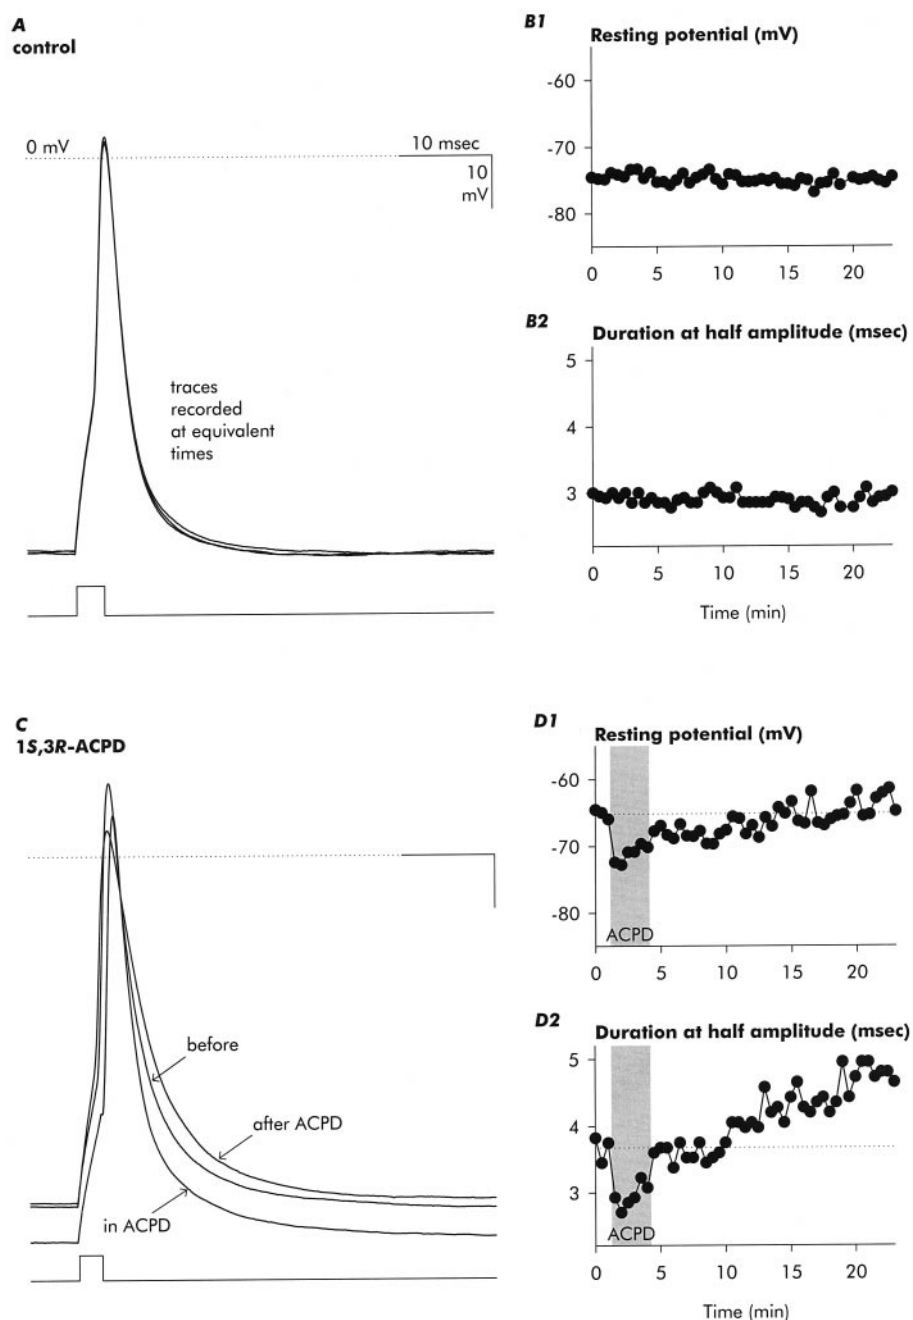 A
control
0 mV
10 msec
10
mV
traces
recorded
at equivalent
times
B1
Resting potential (mV)
-60
-70
-80
0 5 10 15 20
B2
Duration at half amplitude (msec)
5
4
3
0 5 10 15 20
Time (min)
C
1S,3R-ACPD
before
after ACPD
in ACPD
D1
Resting potential (mV)
-60
-70
-80
ACPD
0 5 10 15 20
D2
Duration at half amplitude (msec)
5
4
3
ACPD
0 5 10 15 20
Time (min)